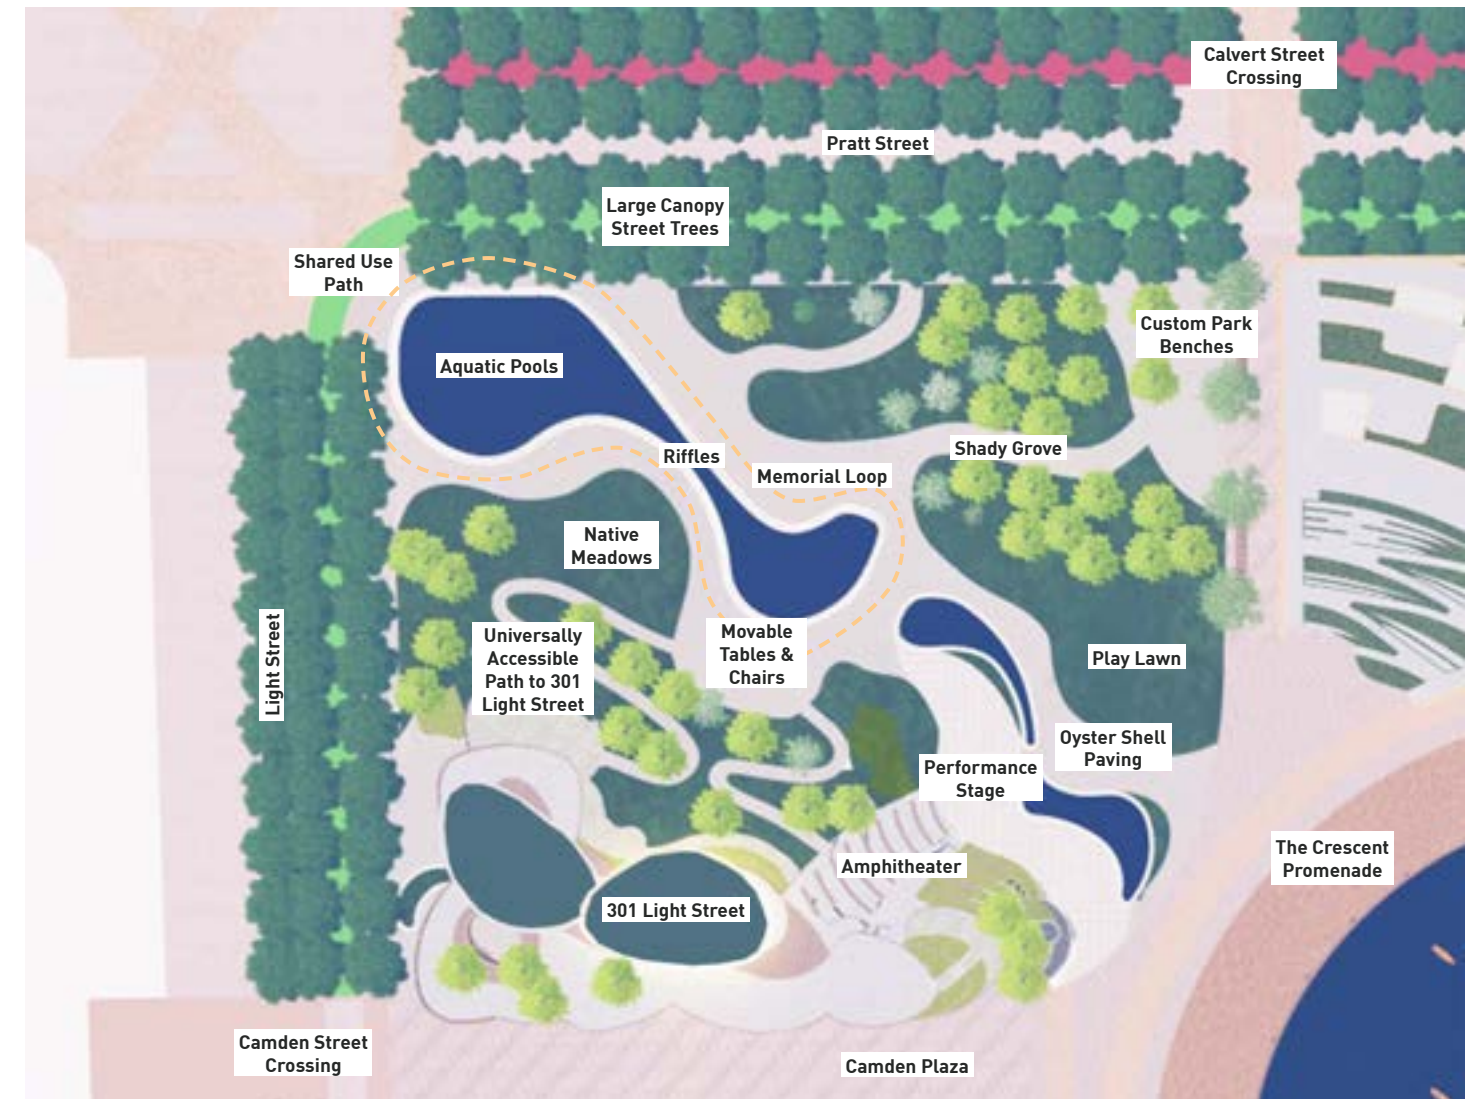 Calvert Street
Crossing
Pratt Street
Large Canopy
Street Trees
Shared Use
Path
Custom Park
Benches
Aquatic Pools
Riffles
Shady Grove
Memorial Loop
Native
Meadows
Light Street
Universally
Accessible
Path to 301
Light Street
Movable
Tables &
Chairs
Play Lawn
Oyster Shell
Paving
Performance
Stage
Amphitheater
The Crescent
Promenade
301 Light Street
Camden Street
Crossing
Camden Plaza